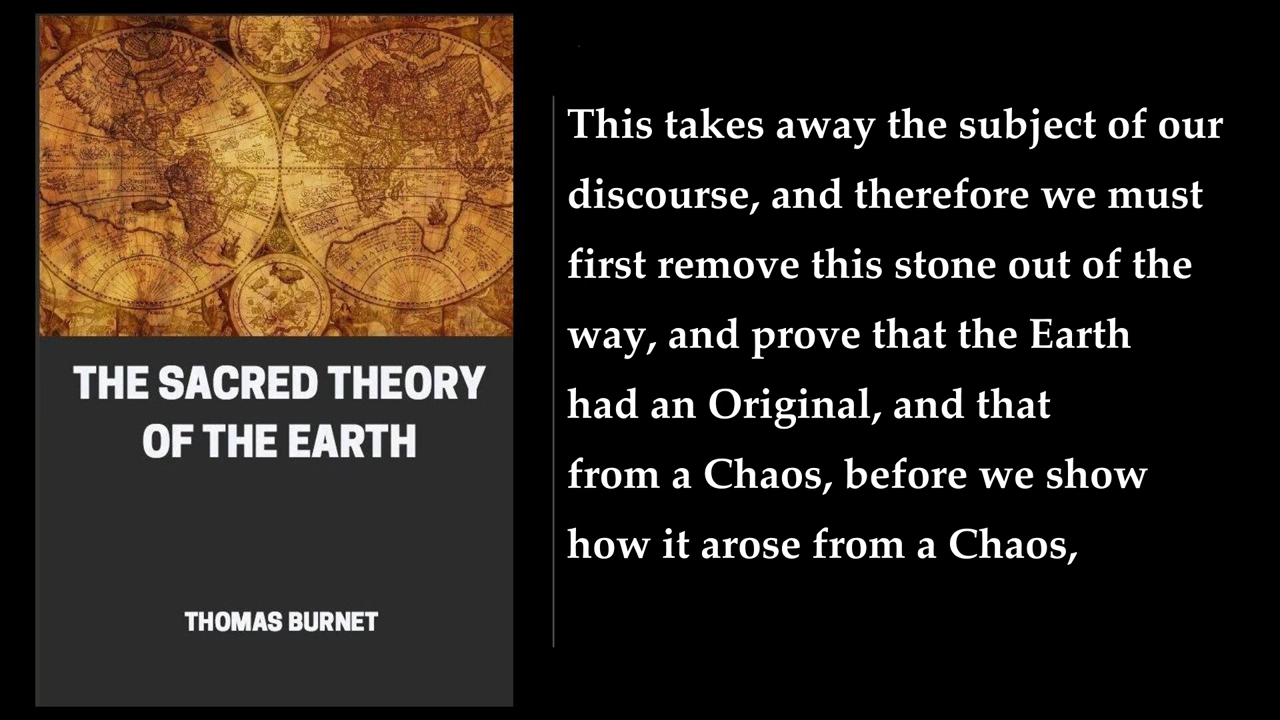 THE SACRED THEORY
OF THE EARTH
THOMAS BURNET
This takes away the subject of our
discourse, and therefore we must
first remove this stone out of the
way, and prove that the Earth
had an Original, and that
from a Chaos, before we show
how it arose from a Chaos,